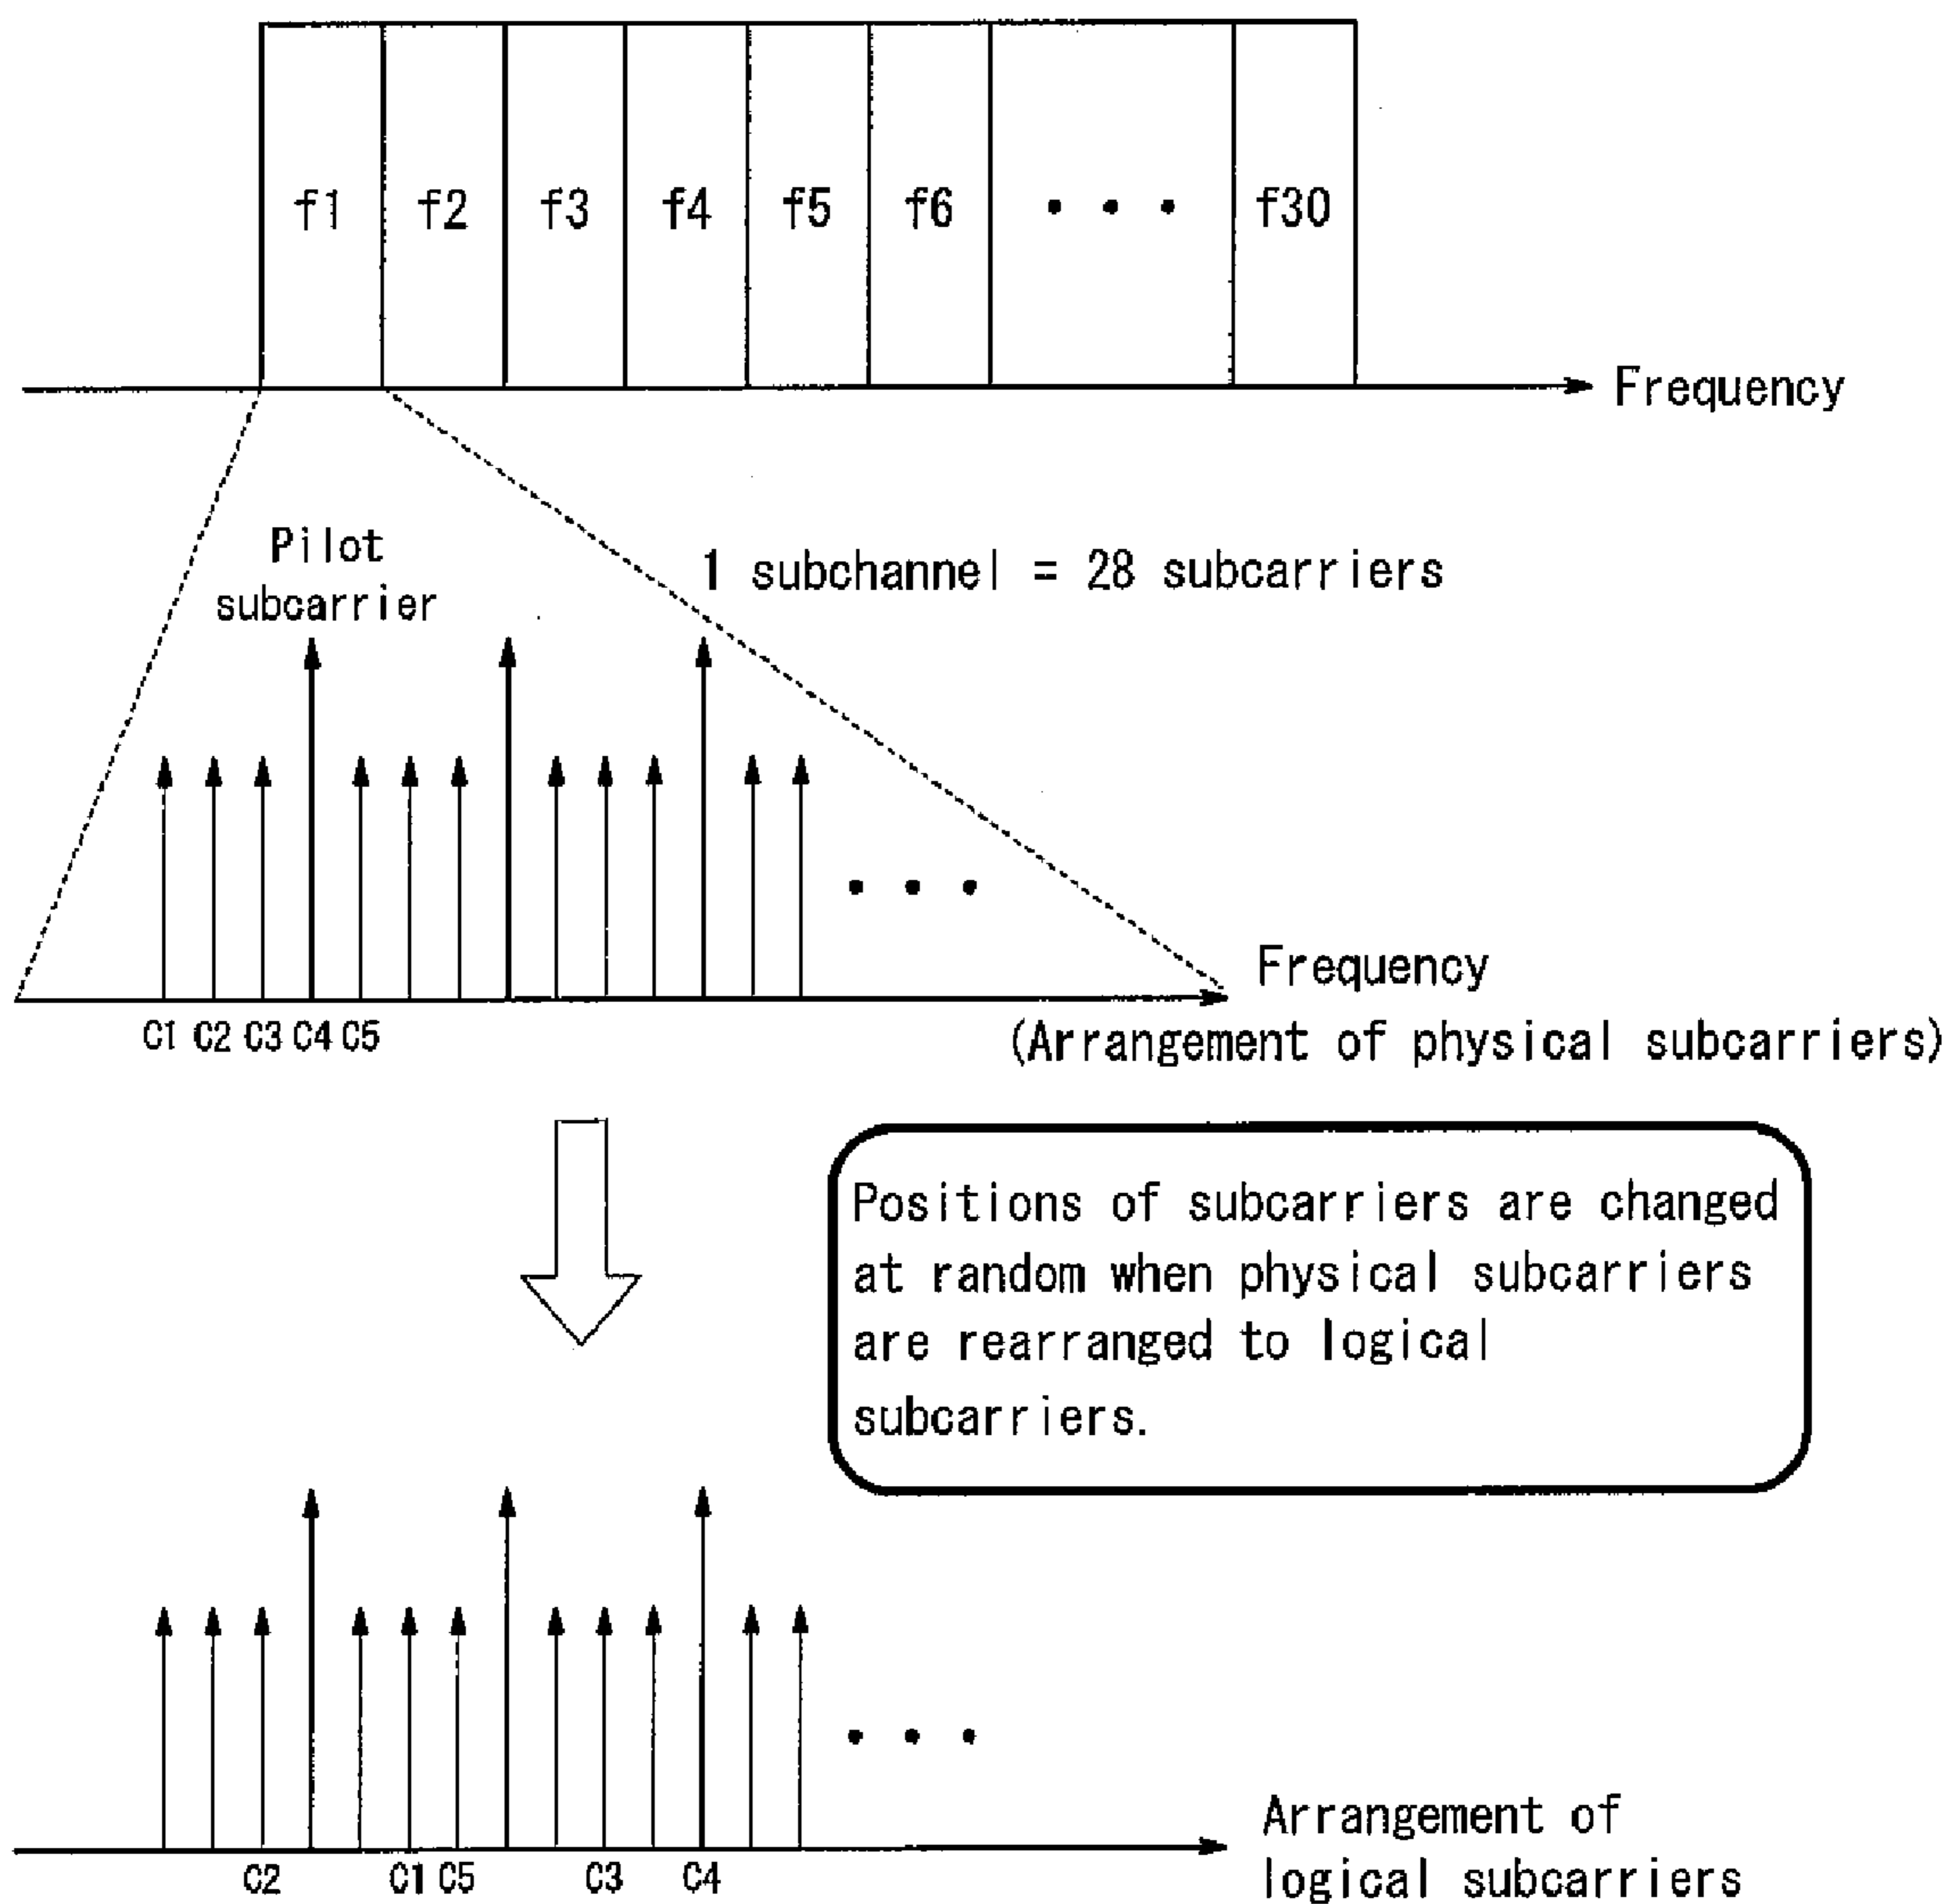 f1 f2 f3 f4 f5 f6 • • • f30
Frequency
Pilot
subcarrier
1 subchannel = 28 subcarriers
• • •
Frequency
(Arrangement of physical subcarriers)
C1 C2 C3 C4 C5
Positions of subcarriers are changed
at random when physical subcarriers
are rearranged to logical
subcarriers.
• • •
Arrangement of
logical subcarriers
C2 C1 C5 C3 C4